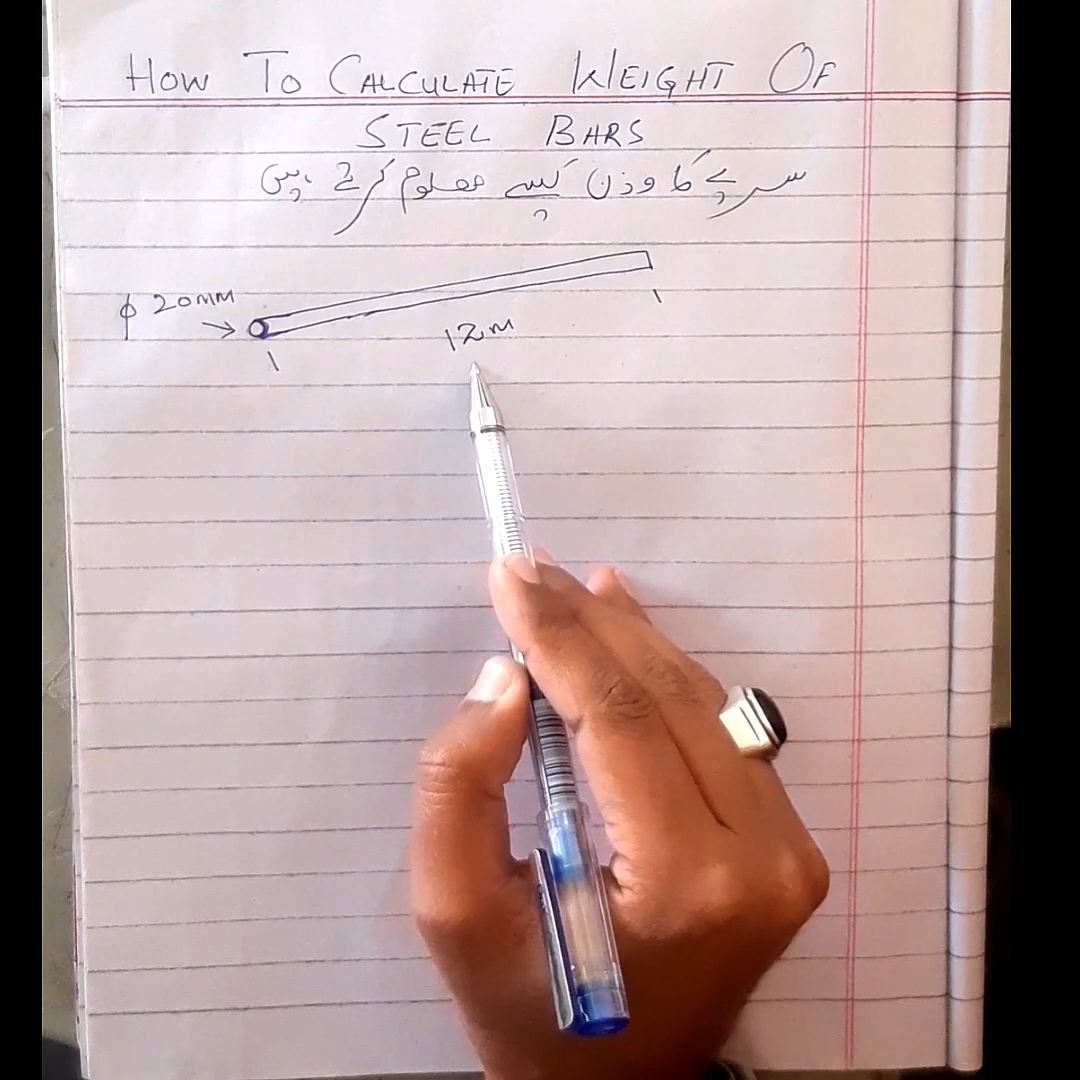 HOW TO CALCULATE WEIGHT OF
STEEL BARS
سریے کا وزن کیسے معلوم کرتے ہیں
ϕ 20MM
12M